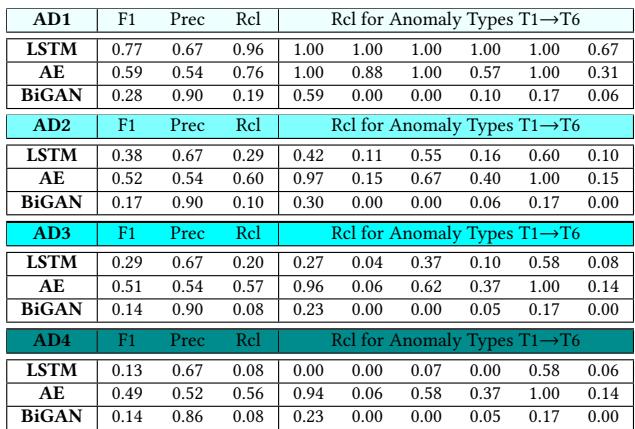 AD1 F1 Prec Rcl Rcl for Anomaly Types T1→T6
LSTM 0.77 0.67 0.96 1.00 1.00 1.00 1.00 1.00 0.67
AE 0.59 0.54 0.76 1.00 0.88 1.00 0.57 1.00 0.31
BiGAN 0.28 0.90 0.19 0.59 0.00 0.00 0.10 0.17 0.06
AD2 F1 Prec Rcl Rcl for Anomaly Types T1→T6
LSTM 0.38 0.67 0.29 0.42 0.11 0.55 0.16 0.60 0.10
AE 0.52 0.54 0.60 0.97 0.15 0.67 0.40 1.00 0.15
BiGAN 0.17 0.90 0.10 0.30 0.00 0.00 0.06 0.17 0.00
AD3 F1 Prec Rcl Rcl for Anomaly Types T1→T6
LSTM 0.29 0.67 0.20 0.27 0.04 0.37 0.10 0.58 0.08
AE 0.51 0.54 0.57 0.96 0.06 0.62 0.37 1.00 0.14
BiGAN 0.14 0.90 0.08 0.23 0.00 0.00 0.05 0.17 0.00
AD4 F1 Prec Rcl Rcl for Anomaly Types T1→T6
LSTM 0.13 0.67 0.08 0.00 0.00 0.07 0.00 0.58 0.06
AE 0.49 0.52 0.56 0.94 0.06 0.58 0.37 1.00 0.14
BiGAN 0.14 0.86 0.08 0.23 0.00 0.00 0.05 0.17 0.00